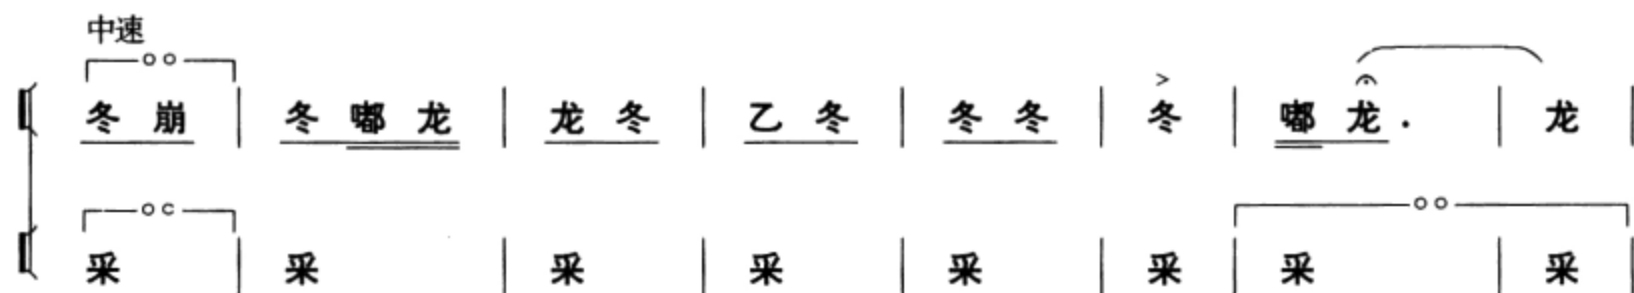 中速
冬 崩 | 冬 嘟 龙 | 龙 冬 | 乙 冬 | 冬 冬 | 冬 | 嘟 龙. | 龙 |
采 | 采 | 采 | 采 | 采 | 采 | 采 | 采 |